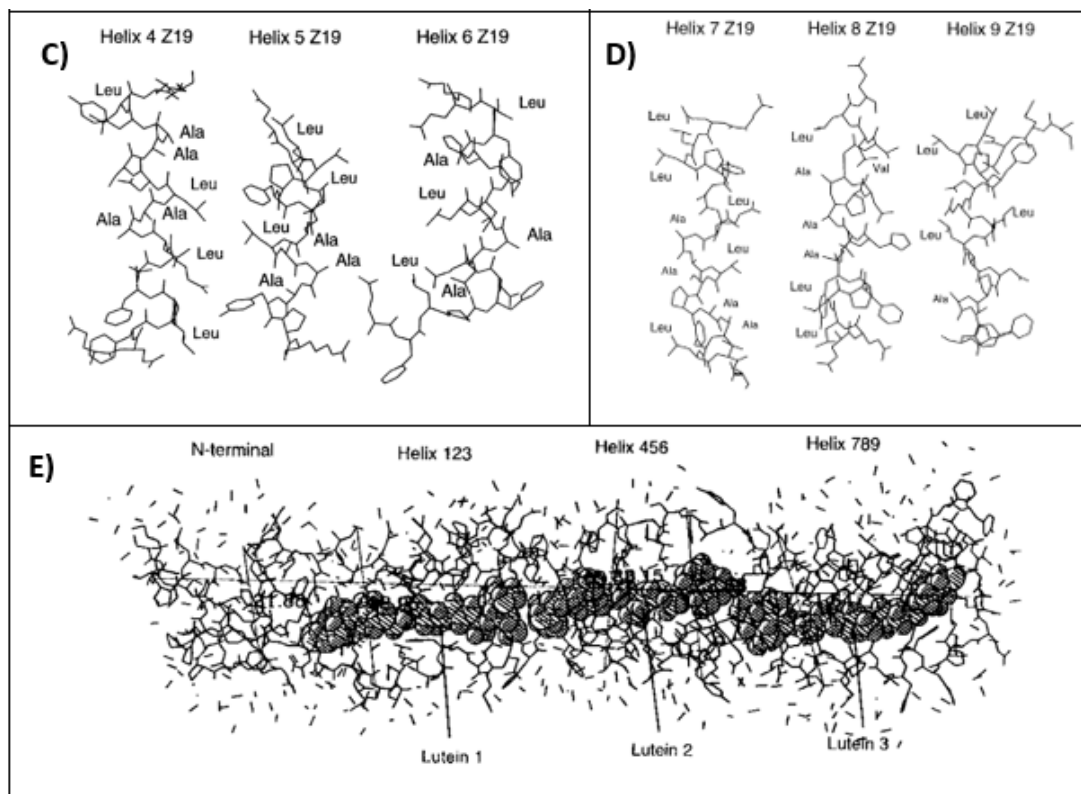 C)
Helix 4 Z19 Helix 5 Z19 Helix 6 Z19
Leu
Ala
Ala
Leu
Ala
Ala
Leu
Leu
Leu
Leu
Leu
Ala
Ala
Ala
Leu
Ala
Leu
Ala
Leu
Ala
D)
Helix 7 Z19 Helix 8 Z19 Helix 9 Z19
Leu
Leu
Leu
Ala
Leu
Ala
Ala
Leu
Leu
Ala
Val
Ala
Ala
Leu
Leu
Leu
Leu
Leu
Leu
Ala
E)
N-terminal Helix 123 Helix 456 Helix 789
Lutein 1 Lutein 2 Lutein 3